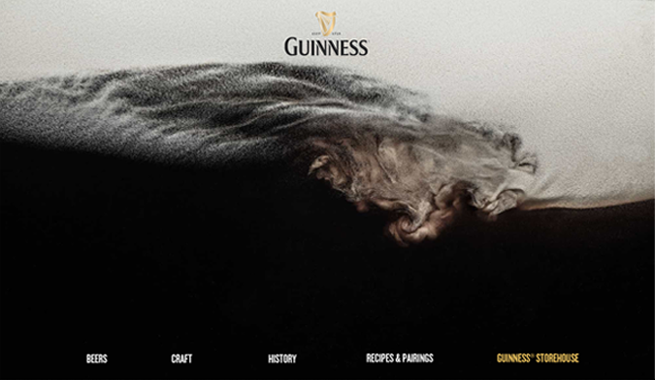 GUINNESS
BEERS
CRAFT
HISTORY
RECIPES & PAIRINGS
GUINNESS® STOREHOUSE